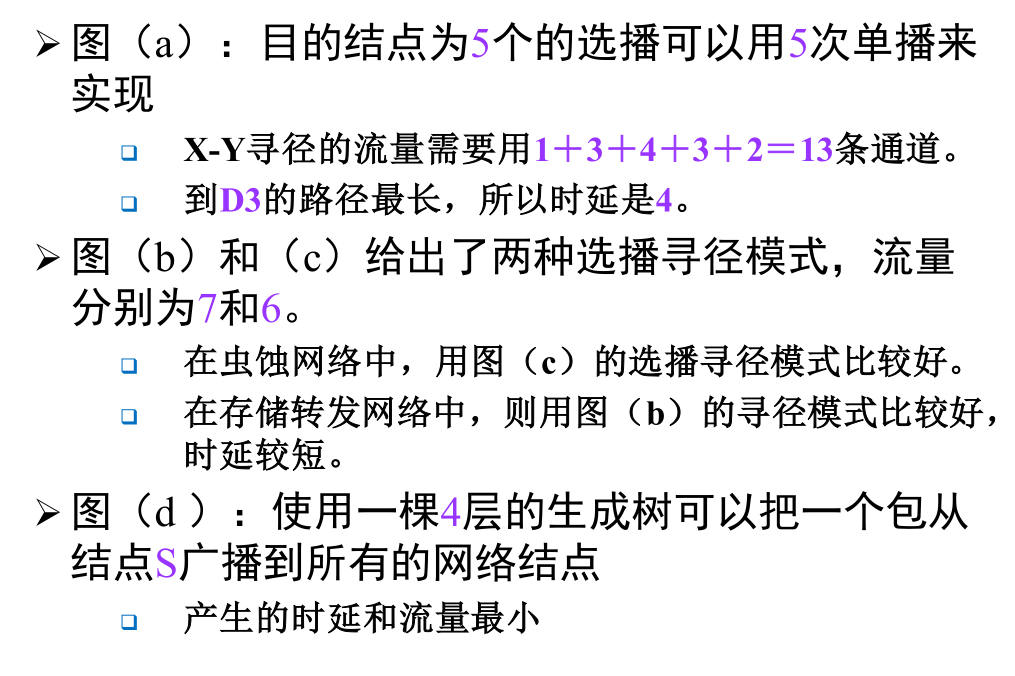 图（a）：目的结点为5个的选播可以用5次单播来
实现
X-Y寻径的流量需要用1＋3＋4＋3＋2＝13条通道。
到D3的路径最长，所以时延是4。
图（b）和（c）给出了两种选播寻径模式，流量
分别为7和6。
在虫蚀网络中，用图（c）的选播寻径模式比较好。
在存储转发网络中，则用图（b）的寻径模式比较好，
时延较短。
图（d ）：使用一棵4层的生成树可以把一个包从
结点S广播到所有的网络结点
产生的时延和流量最小